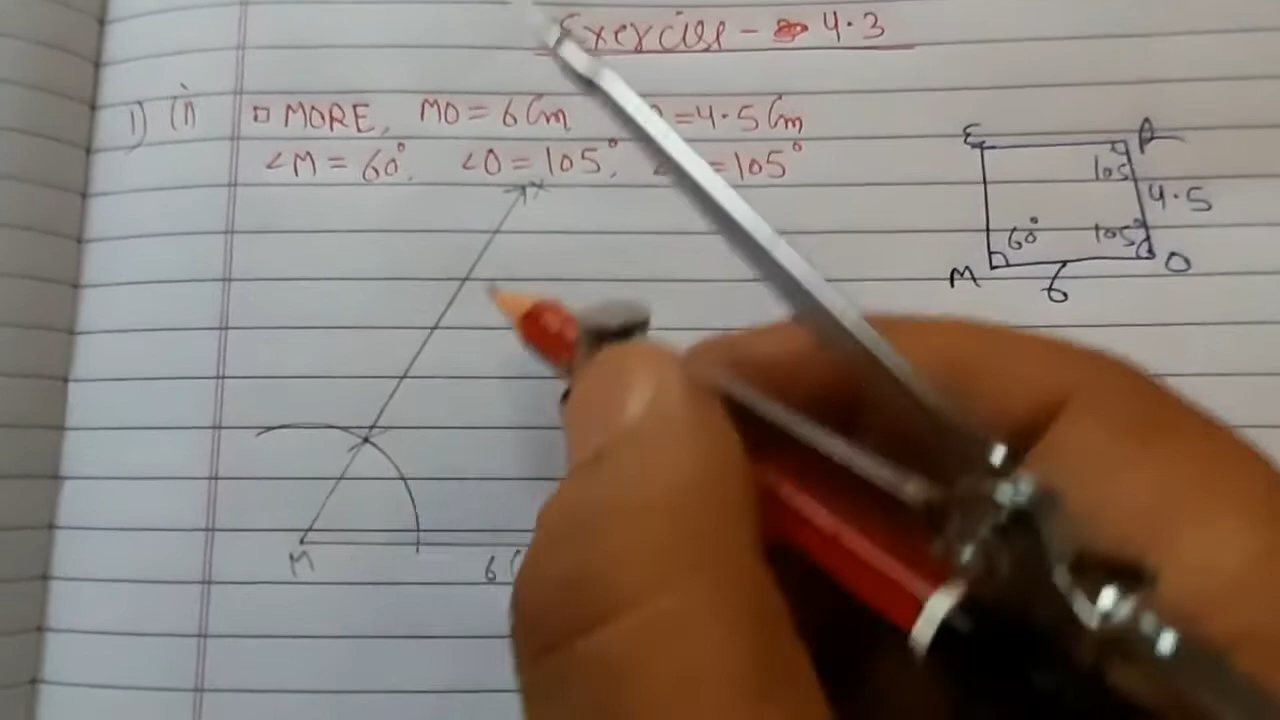 Exercise - 4.3
1) (i) □ MORE, MO = 6 Cm =4.5 Cm
∠M = 60°. ∠O = 105°. =105°
E R
105
4.5
60° 105°
M O
6
X
M
6